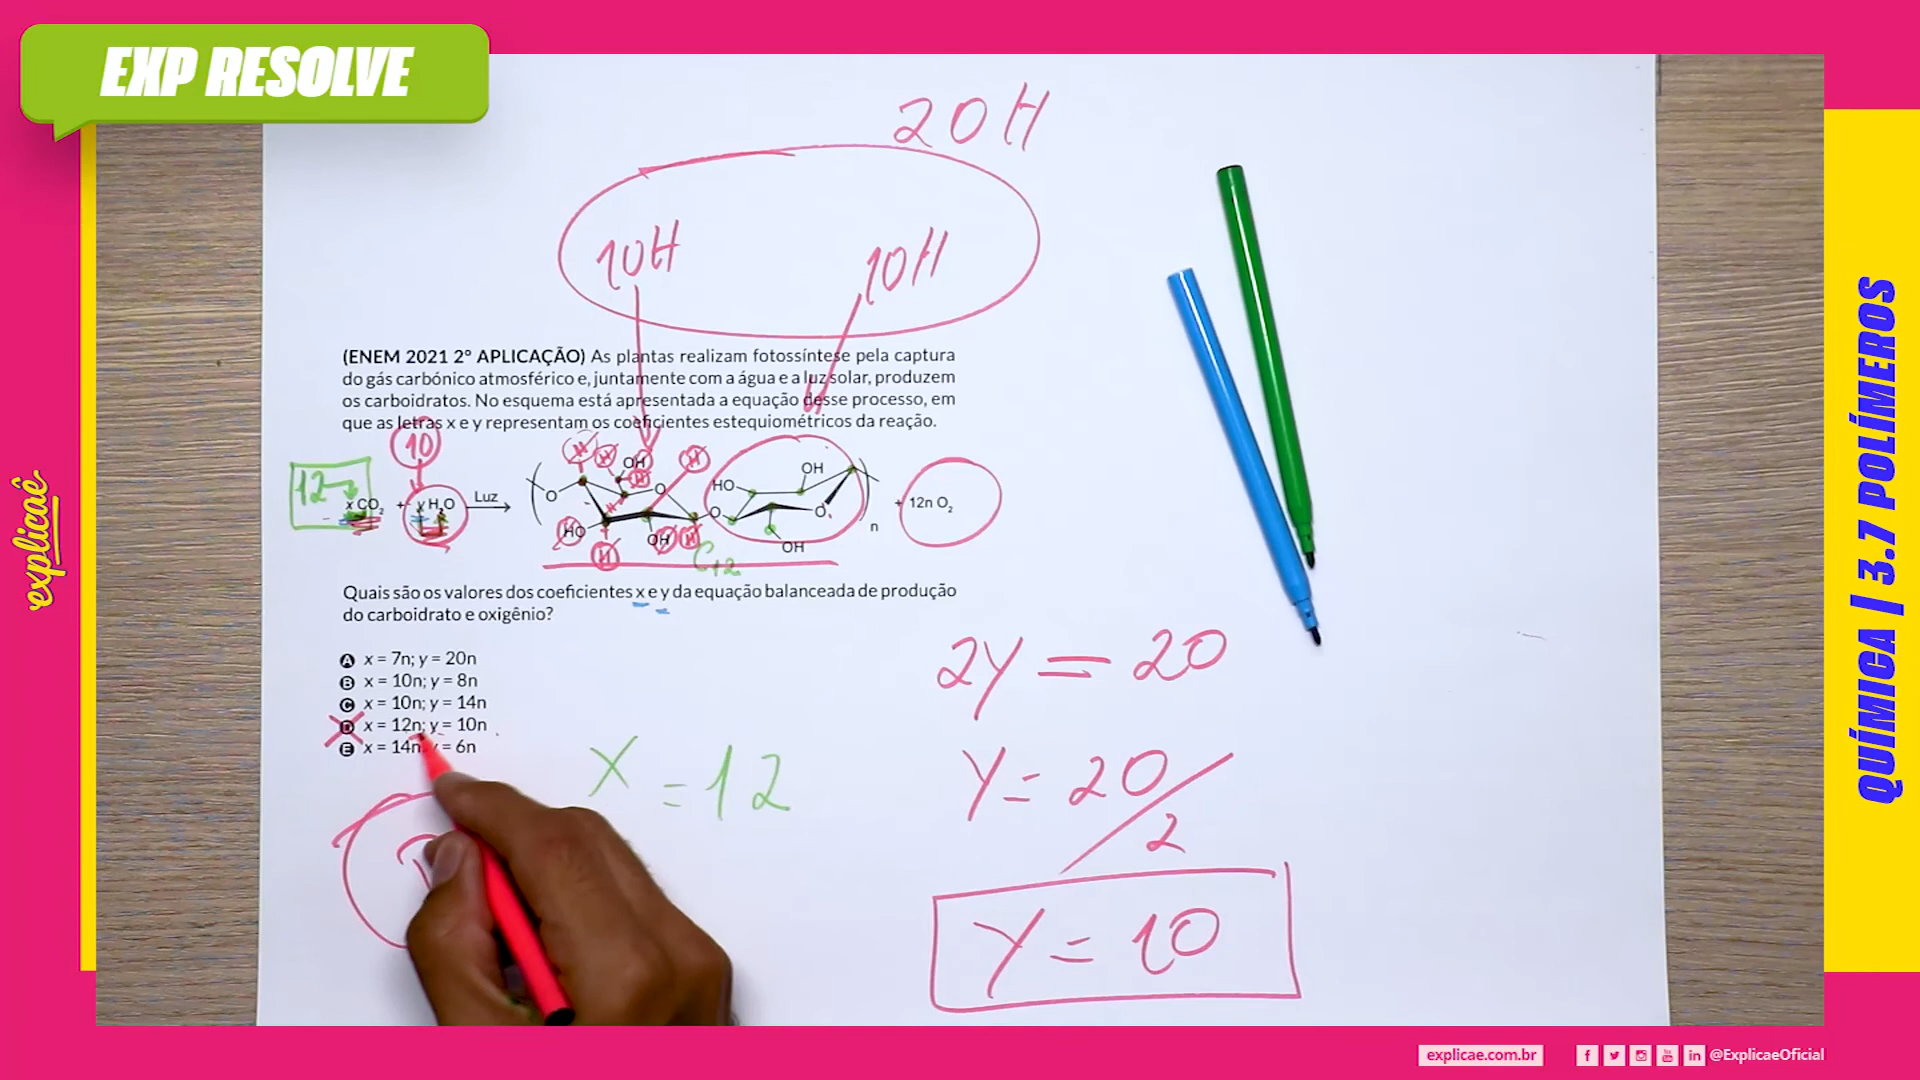 EXP RESOLVE
20H
10H 10H
(ENEM 2021 2° APLICAÇÃO) As plantas realizam fotossíntese pela captura
do gás carbónico atmosférico e, juntamente com a água e a luz solar, produzem
os carboidratos. No esquema está apresentada a equação desse processo, em
que as letras x e y representam os coeficientes estequiométricos da reação.
10
12
x CO2 + y H2O Luz
O HO OH O OH O HO OH O OH n + 12n O2
H H H H H H H
C12
Quais são os valores dos coeficientes x e y da equação balanceada de produção
do carboidrato e oxigênio?
A x = 7n; y = 20n
B x = 10n; y = 8n
C x = 10n; y = 14n
D x = 12n; y = 10n
E x = 14n y = 6n
X = 12
2Y = 20
Y = 20/2
Y = 10
explicaê
QUÍMICA | 3.7 POLÍMEROS
explicae.com.br
@ExplicaeOficial